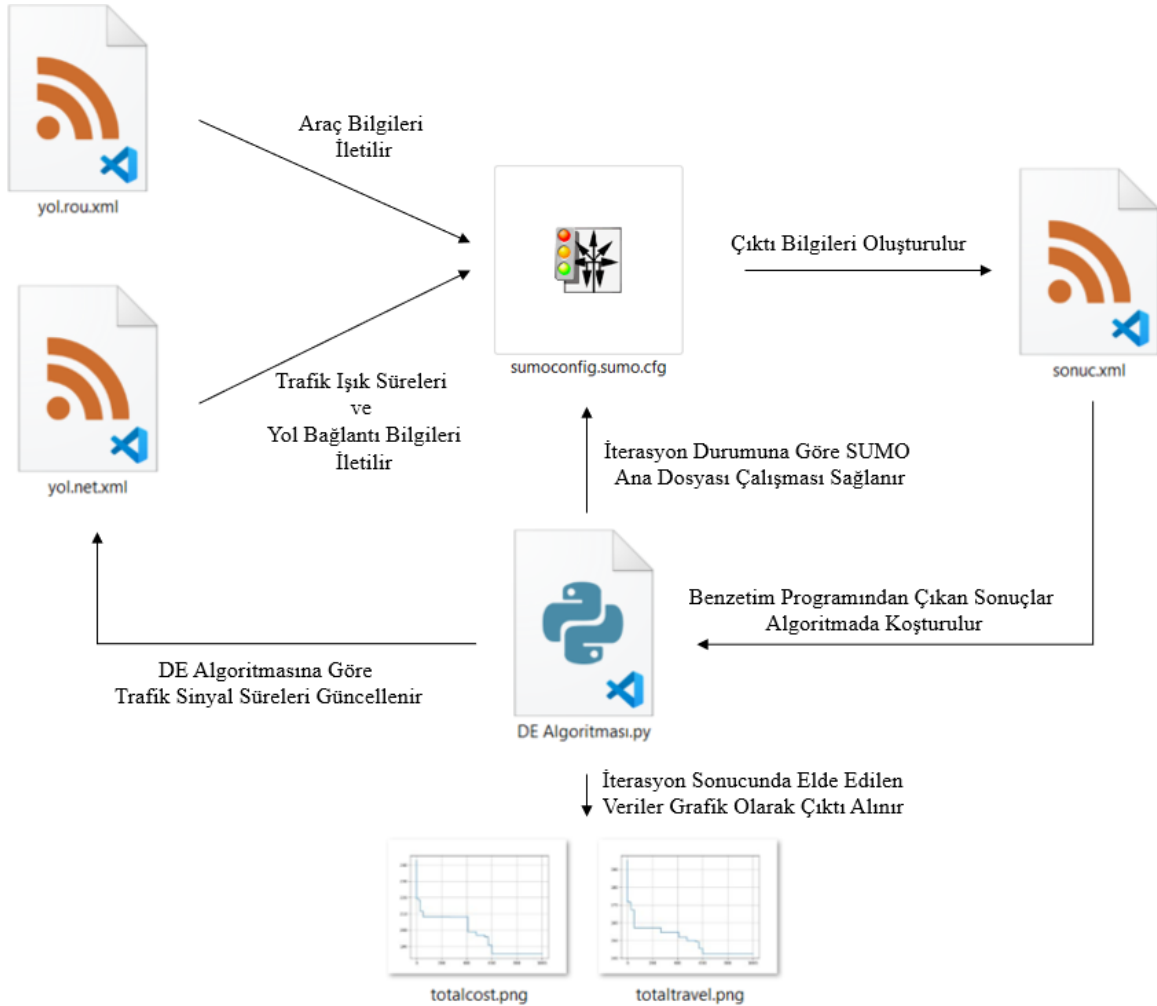 yol.rou.xml
Araç Bilgileri
İletilir
sumoconfig.sumo.cfg
Çıktı Bilgileri Oluşturulur
sonuc.xml
yol.net.xml
Trafik Işık Süreleri
ve
Yol Bağlantı Bilgileri
İletilir
İterasyon Durumuna Göre SUMO
Ana Dosyası Çalışması Sağlanır
Benzetim Programından Çıkan Sonuçlar
Algoritmada Koşturulur
DE Algoritmasına Göre
Trafik Sinyal Süreleri Güncellenir
DE Algoritması.py
İterasyon Sonucunda Elde Edilen
Veriler Grafik Olarak Çıktı Alınır
totalcost.png
totaltravel.png